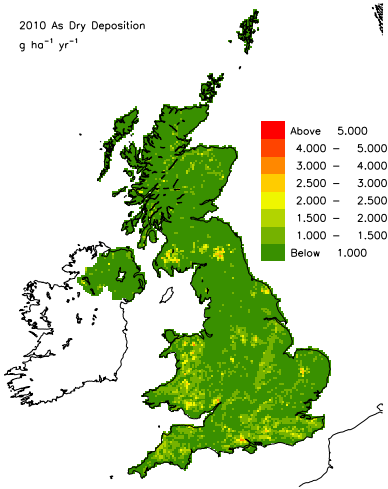 2010 As Dry Deposition
g ha⁻¹ yr⁻¹
Above 5.000
4.000 – 5.000
3.000 – 4.000
2.500 – 3.000
2.000 – 2.500
1.500 – 2.000
1.000 – 1.500
Below 1.000